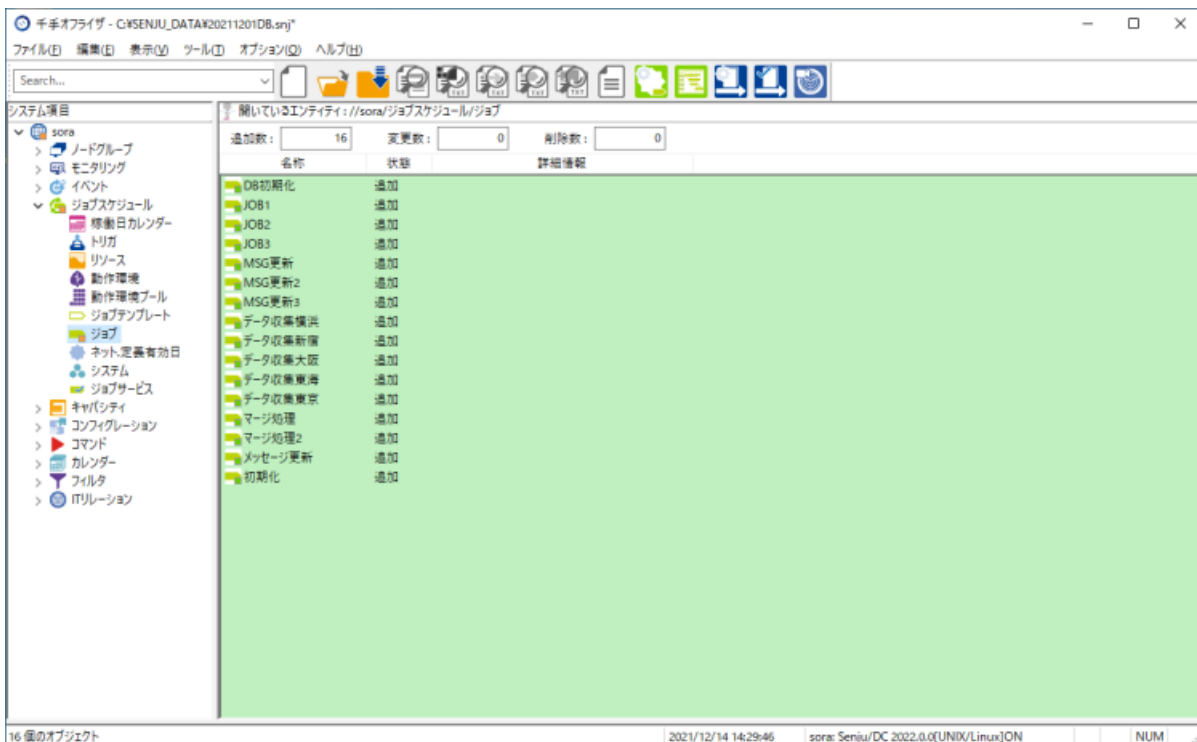 千手オフライザ - C:¥SENJU_DATA¥20211201DB.snj*
ファイル(F) 編集(E) 表示(V) ツール(T) オプション(O) ヘルプ(H)
Search...
システム項目
開いているエンティティ://sora/ジョブスケジュール/ジョブ
sora
ノードグループ
モニタリング
イベント
ジョブスケジュール
稼働日カレンダー
トリガ
リソース
動作環境
動作環境プール
ジョブテンプレート
ジョブ
ネット定義有効日
システム
ジョブサービス
キャパシティ
コンフィグレーション
コマンド
カレンダー
フィルタ
ITリレーション
追加数: 16 変更数: 0 削除数: 0
名称 状態 詳細情報
DB初期化 追加
JOB1 追加
JOB2 追加
JOB3 追加
MSG更新 追加
MSG更新2 追加
MSG更新3 追加
データ収集横浜 追加
データ収集新宿 追加
データ収集大阪 追加
データ収集東海 追加
データ収集東京 追加
マージ処理 追加
マージ処理2 追加
メッセージ更新 追加
初期化 追加
16 個のオブジェクト 2021/12/14 14:29:46 sora: Senju/DC 2022.0.0[UNIX/Linux]ON NUM